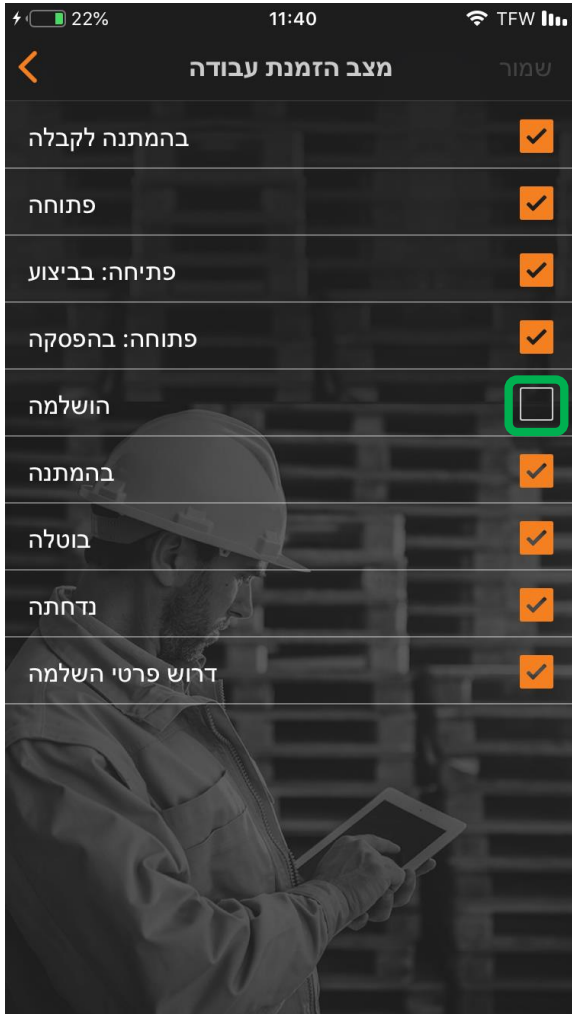 22% 11:40 TFW
מצב הזמנת עבודה שמור
בהמתנה לקבלה
פתוחה
פתיחה: בביצוע
פתוחה: בהפסקה
הושלמה
בהמתנה
בוטלה
נדחתה
דרוש פרטי השלמה